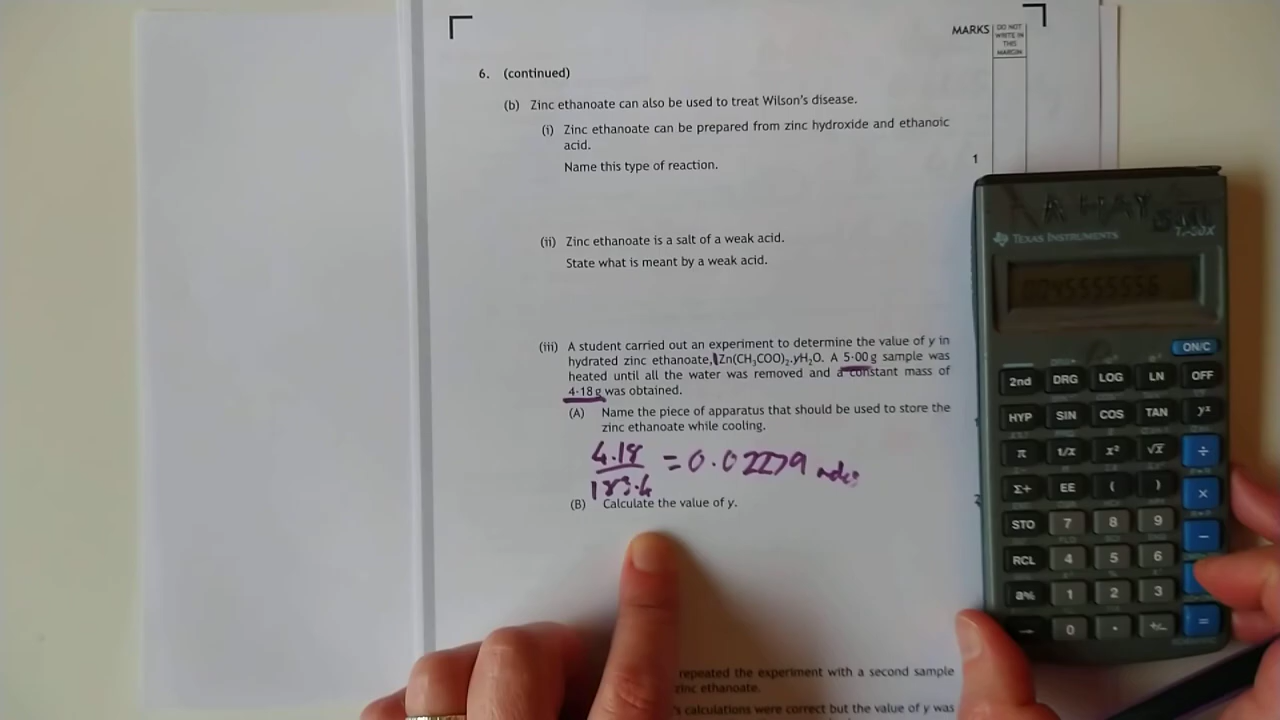 MARKS
DO NOT
WRITE IN
THIS
MARGIN
6. (continued)
(b) Zinc ethanoate can also be used to treat Wilson's disease.
(i) Zinc ethanoate can be prepared from zinc hydroxide and ethanoic
acid.
Name this type of reaction.
1
(ii) Zinc ethanoate is a salt of a weak acid.
State what is meant by a weak acid.
(iii) A student carried out an experiment to determine the value of y in
hydrated zinc ethanoate, Zn(CH₃COO)₂.yH₂O. A 5·00 g sample was
heated until all the water was removed and a constant mass of
4·18 g was obtained.
(A) Name the piece of apparatus that should be used to store the
zinc ethanoate while cooling.
4.18
183.4
= 0.02279
(B) Calculate the value of y.
repeated the experiment with a second sample
zinc ethanoate.
's calculations were correct but the value of y was
A HAY
TEXAS INSTRUMENTS
ON/C
2nd DRG LOG LN OFF
HYP SIN COS TAN yˣ
π 1/x x² √x ÷
Σ+ EE ( ) ×
STO 7 8 9 −
RCL 4 5 6
a% 1 2 3
→ 0 . +/− =